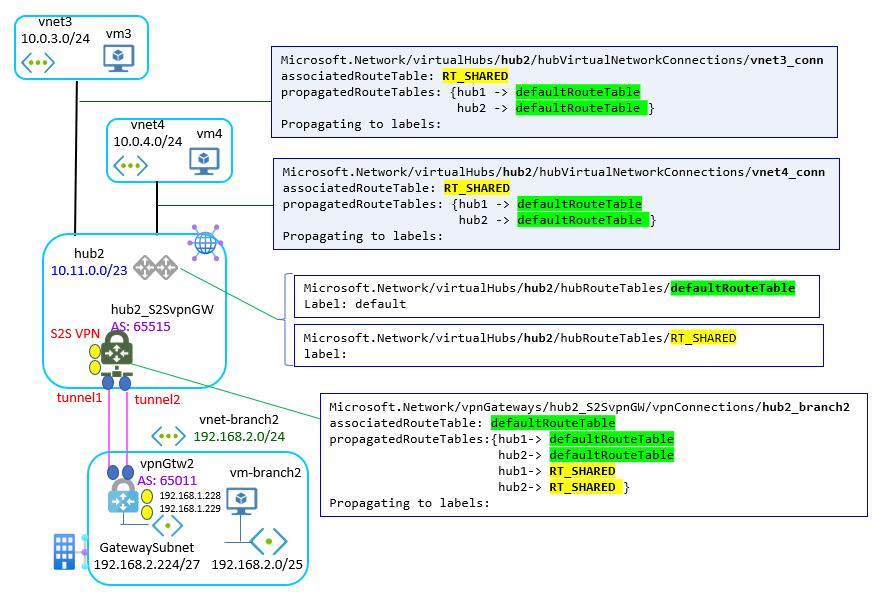 vnet3
10.0.3.0/24
vm3
Microsoft.Network/virtualHubs/hub2/hubVirtualNetworkConnections/vnet3_conn
associatedRouteTable: RT_SHARED
propagatedRouteTables: {hub1 -> defaultRouteTable
hub2 -> defaultRouteTable }
Propagating to labels:
vnet4
10.0.4.0/24
vm4
Microsoft.Network/virtualHubs/hub2/hubVirtualNetworkConnections/vnet4_conn
associatedRouteTable: RT_SHARED
propagatedRouteTables: {hub1 -> defaultRouteTable
hub2 -> defaultRouteTable }
Propagating to labels:
hub2
10.11.0.0/23
hub2_S2SvpnGW
AS: 65515
S2S VPN
Microsoft.Network/virtualHubs/hub2/hubRouteTables/defaultRouteTable
Label: default
Microsoft.Network/virtualHubs/hub2/hubRouteTables/RT_SHARED
label:
tunnel1
tunnel2
Microsoft.Network/vpnGateways/hub2_S2SvpnGW/vpnConnections/hub2_branch2
associatedRouteTable: defaultRouteTable
propagatedRouteTables:{hub1-> defaultRouteTable
hub2-> defaultRouteTable
hub1-> RT_SHARED
hub2-> RT_SHARED }
Propagating to labels:
vnet-branch2
192.168.2.0/24
vpnGtw2
AS: 65011
192.168.1.228
192.168.1.229
vm-branch2
GatewaySubnet
192.168.2.224/27
192.168.2.0/25